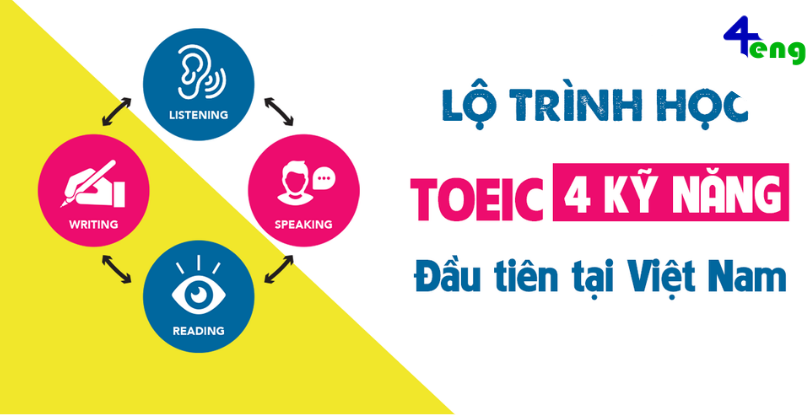 4eng
LISTENING
WRITING
SPEAKING
READING
LỘ TRÌNH HỌC
TOEIC 4 KỸ NĂNG
Đầu tiên tại Việt Nam